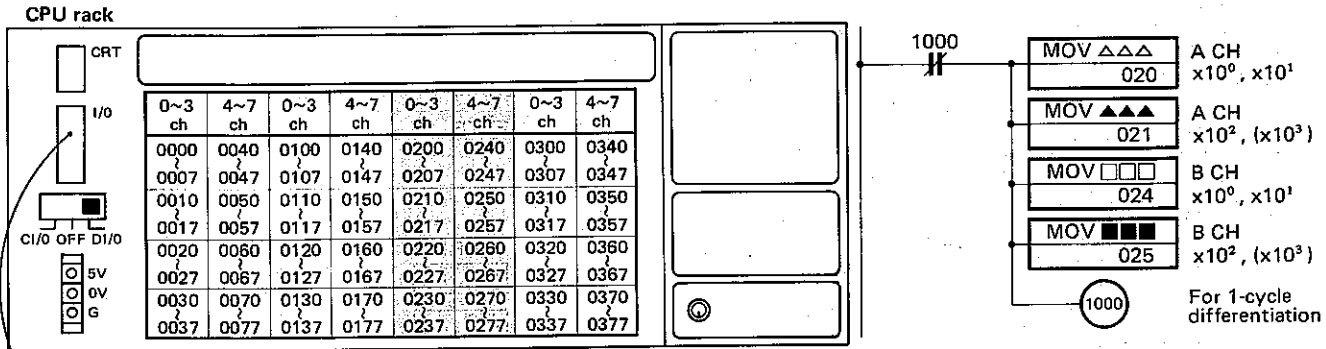 CPU rack
CRT
I/0
CI/0 OFF DI/0
5V
0V
G
0~3 ch 4~7 ch 0~3 ch 4~7 ch 0~3 ch 4~7 ch 0~3 ch 4~7 ch
0000 ~ 0007 0040 ~ 0047 0100 ~ 0107 0140 ~ 0147 0200 ~ 0207 0240 ~ 0247 0300 ~ 0307 0340 ~ 0347
0010 ~ 0017 0050 ~ 0057 0110 ~ 0117 0150 ~ 0157 0210 ~ 0217 0250 ~ 0257 0310 ~ 0317 0350 ~ 0357
0020 ~ 0027 0060 ~ 0067 0120 ~ 0127 0160 ~ 0167 0220 ~ 0227 0260 ~ 0267 0320 ~ 0327 0360 ~ 0367
0030 ~ 0037 0070 ~ 0077 0130 ~ 0137 0170 ~ 0177 0230 ~ 0237 0270 ~ 0277 0330 ~ 0337 0370 ~ 0377
1000
MOV △△△
020
A CH
x10⁰, x10¹
MOV ▲▲▲
021
A CH
x10², (x10³)
MOV □□□
024
B CH
x10⁰, x10¹
MOV ■■■
025
B CH
x10², (x10³)
1000
For 1-cycle
differentiation